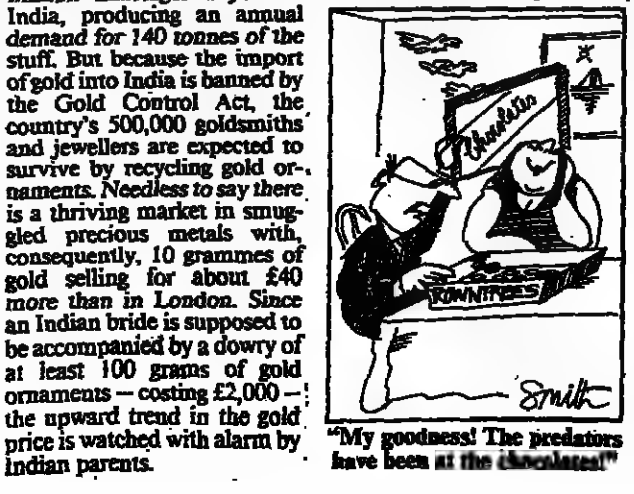 India, producing an annual
demand for 140 tonnes of the
stuff. But because the import
of gold into India is banned by
the Gold Control Act, the
country's 500,000 goldsmiths
and jewellers are expected to
survive by recycling gold or-
naments. Needless to say there
is a thriving market in smug-
gled precious metals with,
consequently, 10 grammes of
gold selling for about £40
more than in London. Since
an Indian bride is supposed to
be accompanied by a dowry of
at least 100 grams of gold
ornaments — costing £2,000 —
the upward trend in the gold
price is watched with alarm by
Indian parents.
Chocolates
ROWNTREES
Smith
"My goodness! The predators
have been at the chocolates!"